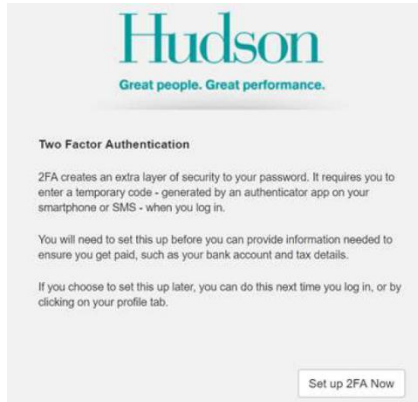 Hudson
Great people. Great performance.
Two Factor Authentication
2FA creates an extra layer of security to your password. It requires you to
enter a temporary code - generated by an authenticator app on your
smartphone or SMS - when you log in.
You will need to set this up before you can provide information needed to
ensure you get paid, such as your bank account and tax details.
If you choose to set this up later, you can do this next time you log in, or by
clicking on your profile tab.
Set up 2FA Now